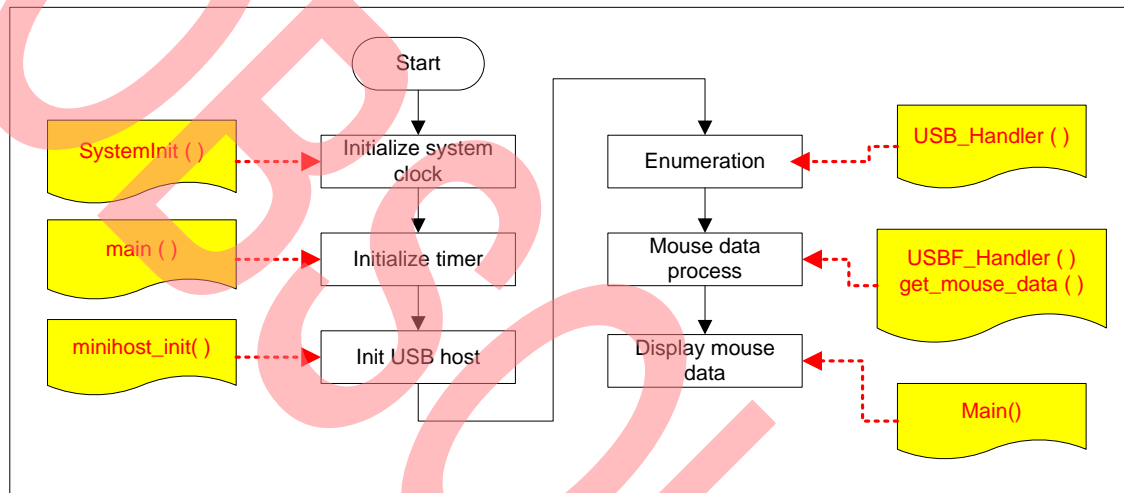 Start
SystemInit ( )
Initialize system
clock
main ( )
Initialize timer
minihost_init( )
Init USB host
Enumeration
USB_Handler ( )
Mouse data
process
USBF_Handler ( )
get_mouse_data ( )
Display mouse
data
Main()